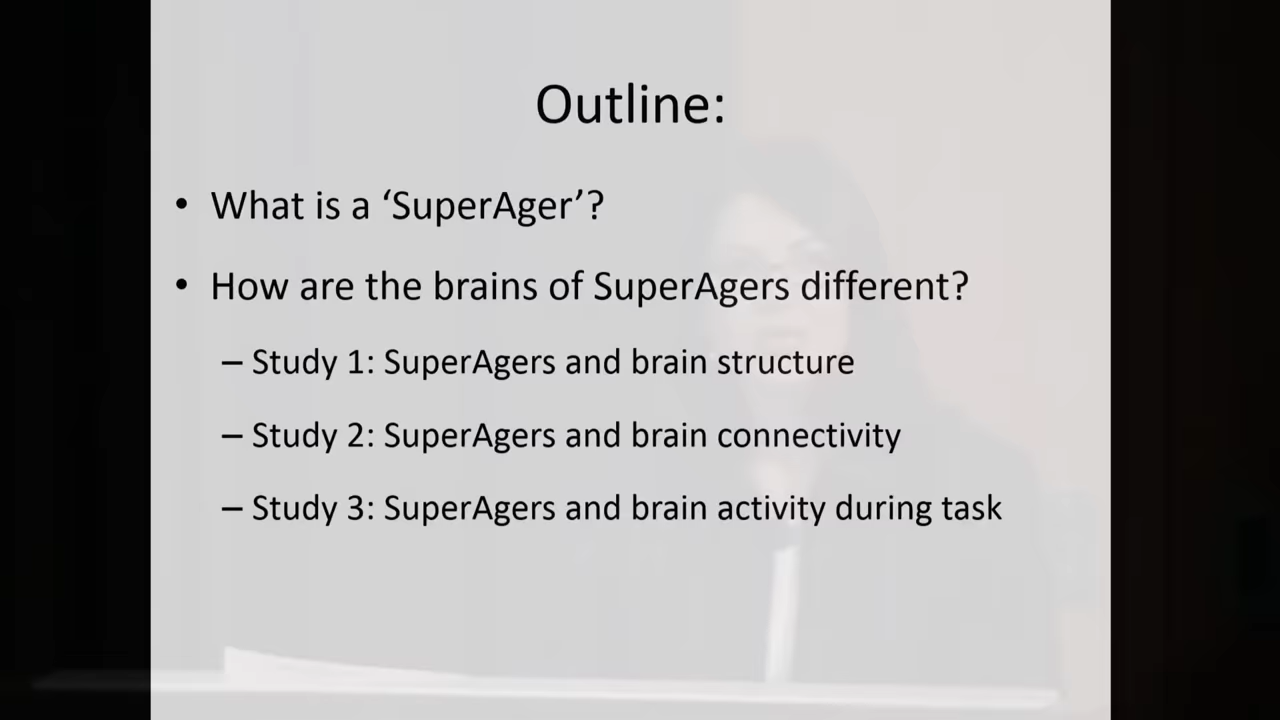 Outline:
• What is a ‘SuperAger’?
• How are the brains of SuperAgers different?
– Study 1: SuperAgers and brain structure
– Study 2: SuperAgers and brain connectivity
– Study 3: SuperAgers and brain activity during task